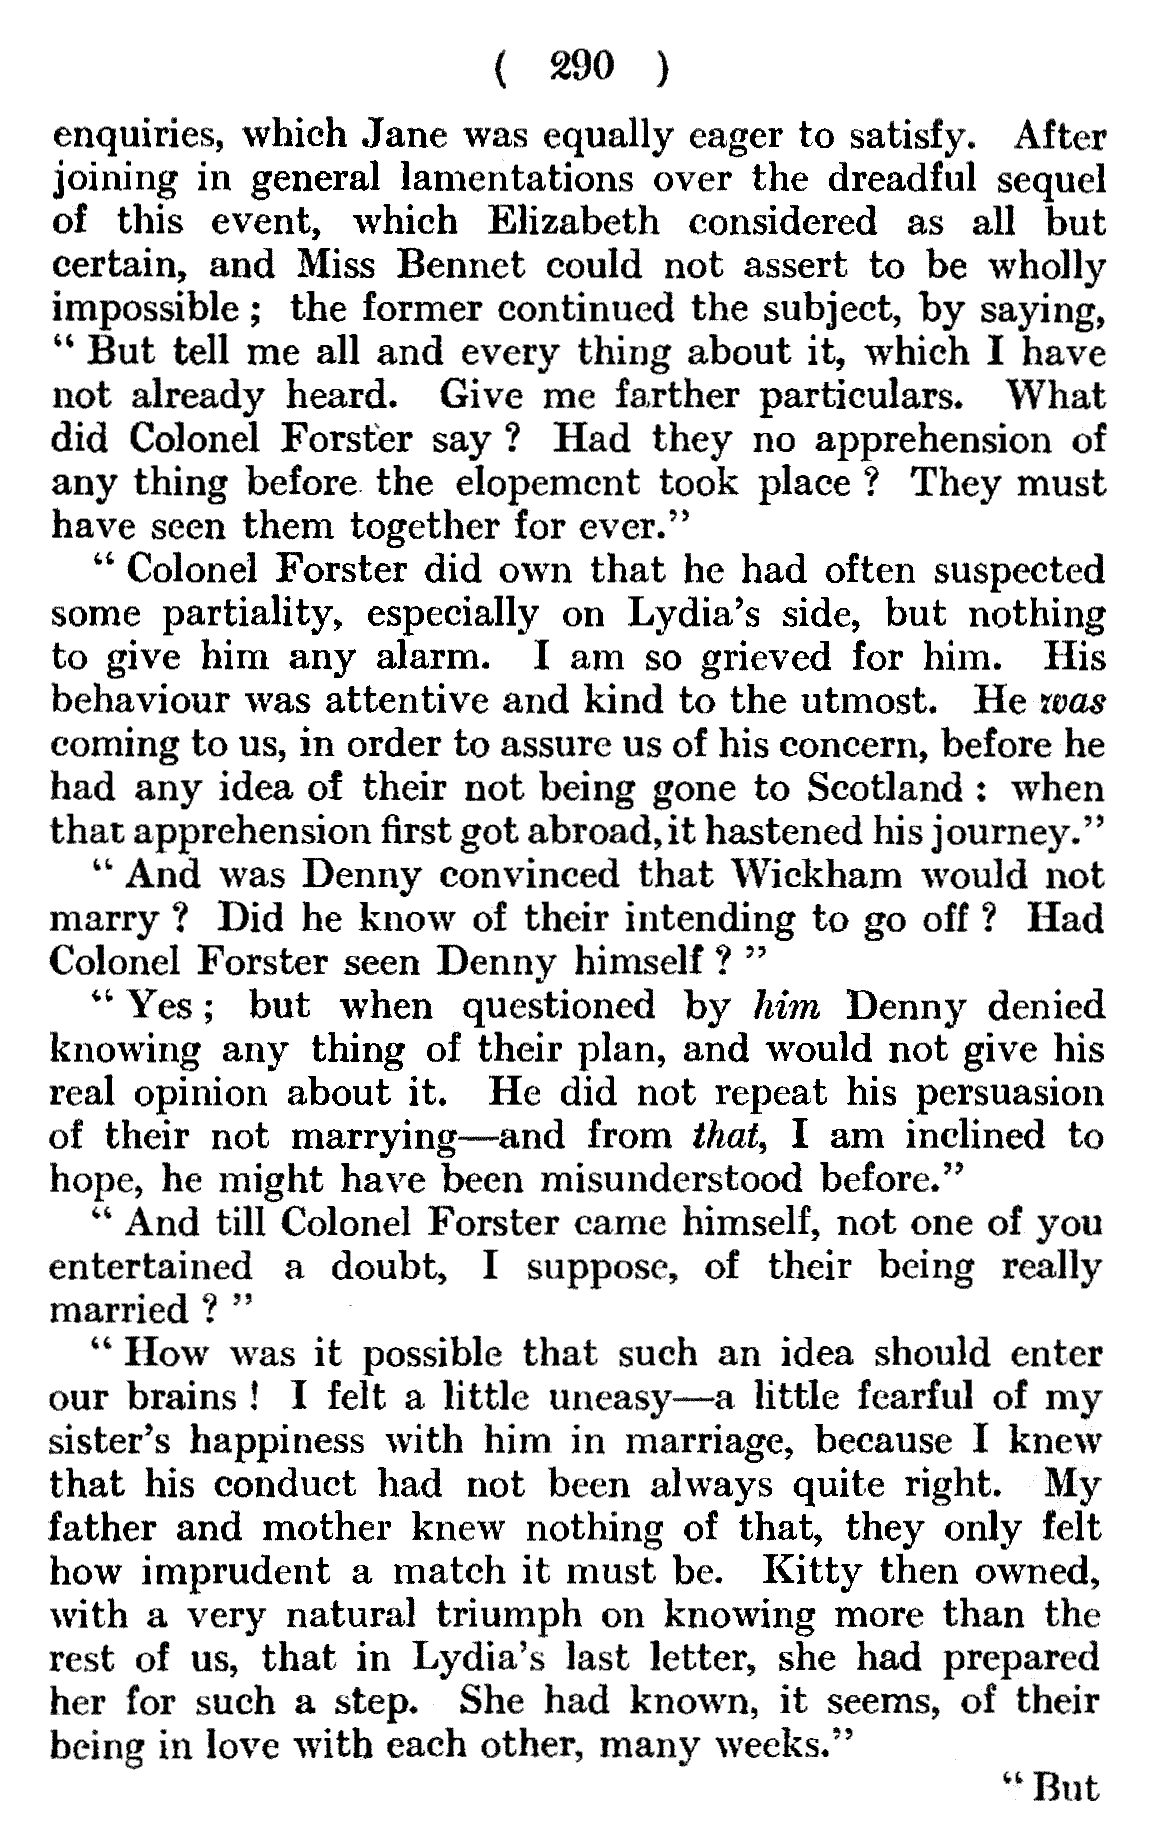 ( 290 )
enquiries, which Jane was equally eager to satisfy. After
joining in general lamentations over the dreadful sequel
of this event, which Elizabeth considered as all but
certain, and Miss Bennet could not assert to be wholly
impossible ; the former continued the subject, by saying,
“ But tell me all and every thing about it, which I have
not already heard. Give me farther particulars. What
did Colonel Forster say ? Had they no apprehension of
any thing before the elopement took place ? They must
have seen them together for ever.”
“ Colonel Forster did own that he had often suspected
some partiality, especially on Lydia’s side, but nothing
to give him any alarm. I am so grieved for him. His
behaviour was attentive and kind to the utmost. He was
coming to us, in order to assure us of his concern, before he
had any idea of their not being gone to Scotland : when
that apprehension first got abroad, it hastened his journey.”
“ And was Denny convinced that Wickham would not
marry ? Did he know of their intending to go off ? Had
Colonel Forster seen Denny himself ? ”
“ Yes ; but when questioned by him Denny denied
knowing any thing of their plan, and would not give his
real opinion about it. He did not repeat his persuasion
of their not marrying—and from that, I am inclined to
hope, he might have been misunderstood before.”
“ And till Colonel Forster came himself, not one of you
entertained a doubt, I suppose, of their being really
married ? ”
“ How was it possible that such an idea should enter
our brains ! I felt a little uneasy—a little fearful of my
sister’s happiness with him in marriage, because I knew
that his conduct had not been always quite right. My
father and mother knew nothing of that, they only felt
how imprudent a match it must be. Kitty then owned,
with a very natural triumph on knowing more than the
rest of us, that in Lydia’s last letter, she had prepared
her for such a step. She had known, it seems, of their
being in love with each other, many weeks.”
“ But